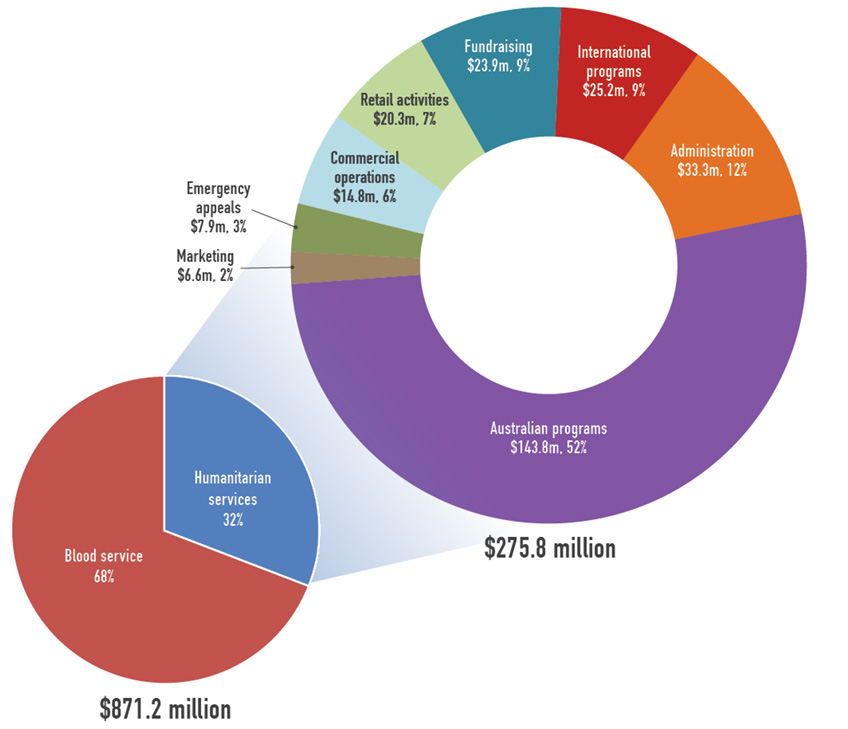 Fundraising
$23.9m, 9%
International
programs
$25.2m, 9%
Retail activities
$20.3m, 7%
Administration
$33.3m, 12%
Commercial
operations
$14.8m, 6%
Emergency
appeals
$7.9m, 3%
Marketing
$6.6m, 2%
Australian programs
$143.8m, 52%
$275.8 million
Humanitarian
services
32%
Blood service
68%
$871.2 million